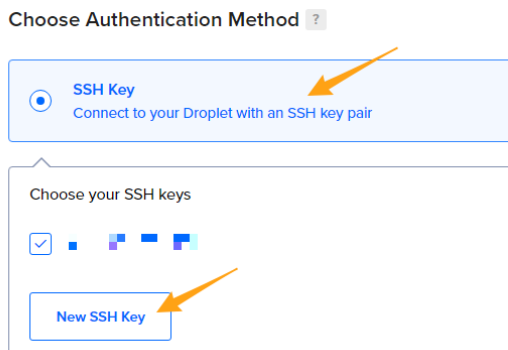 Choose Authentication Method ?
SSH Key
Connect to your Droplet with an SSH key pair
Choose your SSH keys
New SSH Key